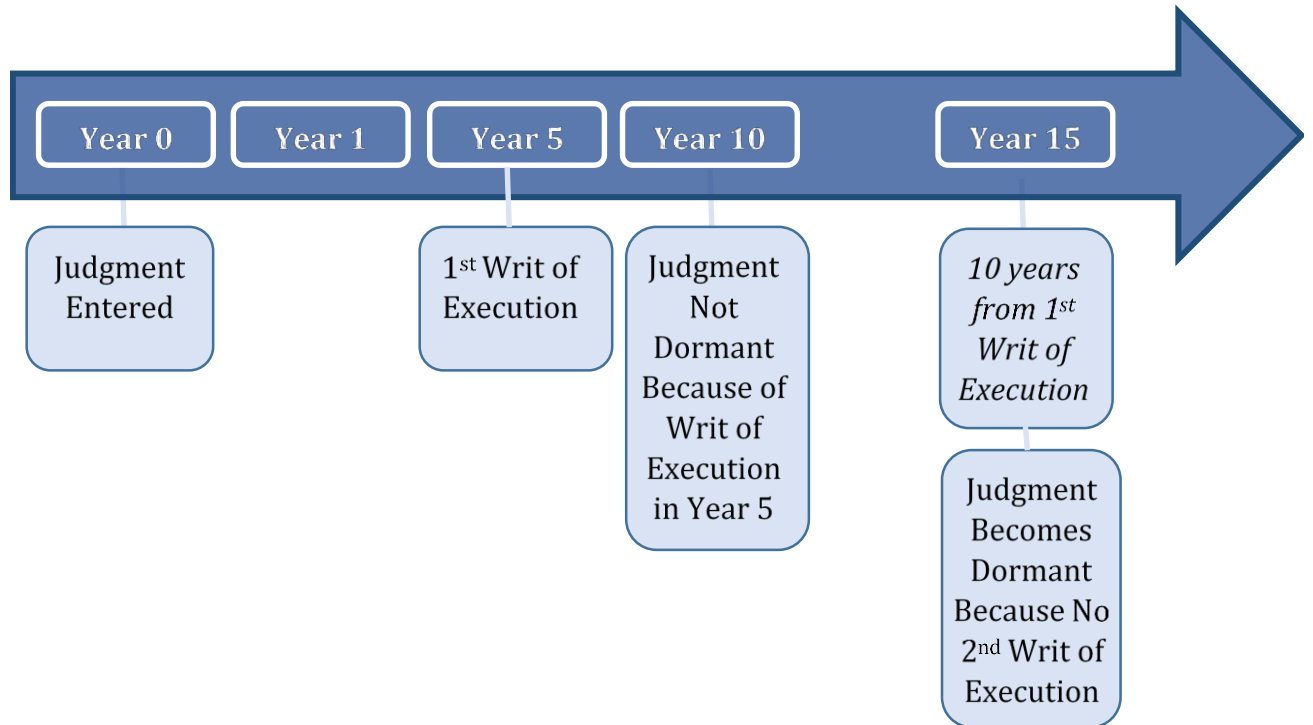 Year 0
Year 1
Year 5
Year 10
Year 15
Judgment
Entered
1st Writ of
Execution
Judgment
Not
Dormant
Because of
Writ of
Execution
in Year 5
10 years
from 1st
Writ of
Execution
Judgment
Becomes
Dormant
Because No
2nd Writ of
Execution